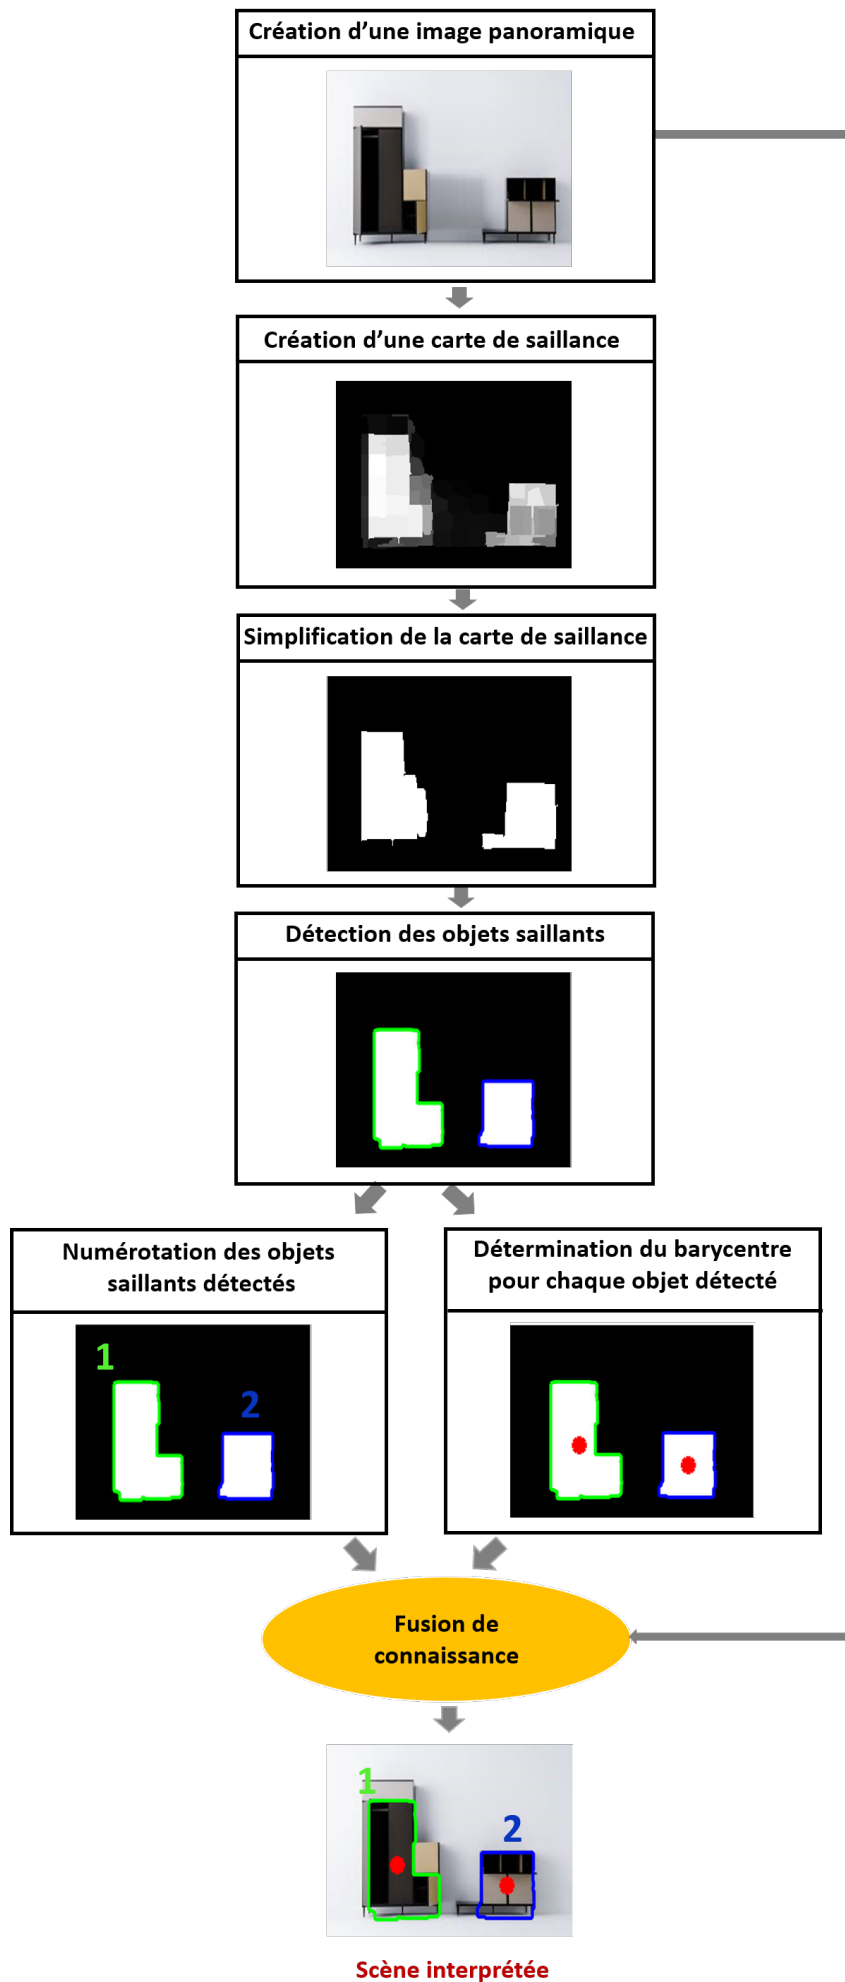 Création d'une image panoramique
Création d'une carte de saillance
Simplification de la carte de saillance
Détection des objets saillants
Numérotation des objets
saillants détectés
1
2
Détermination du barycentre
pour chaque objet détecté
Fusion de
connaissance
1
2
Scène interprétée